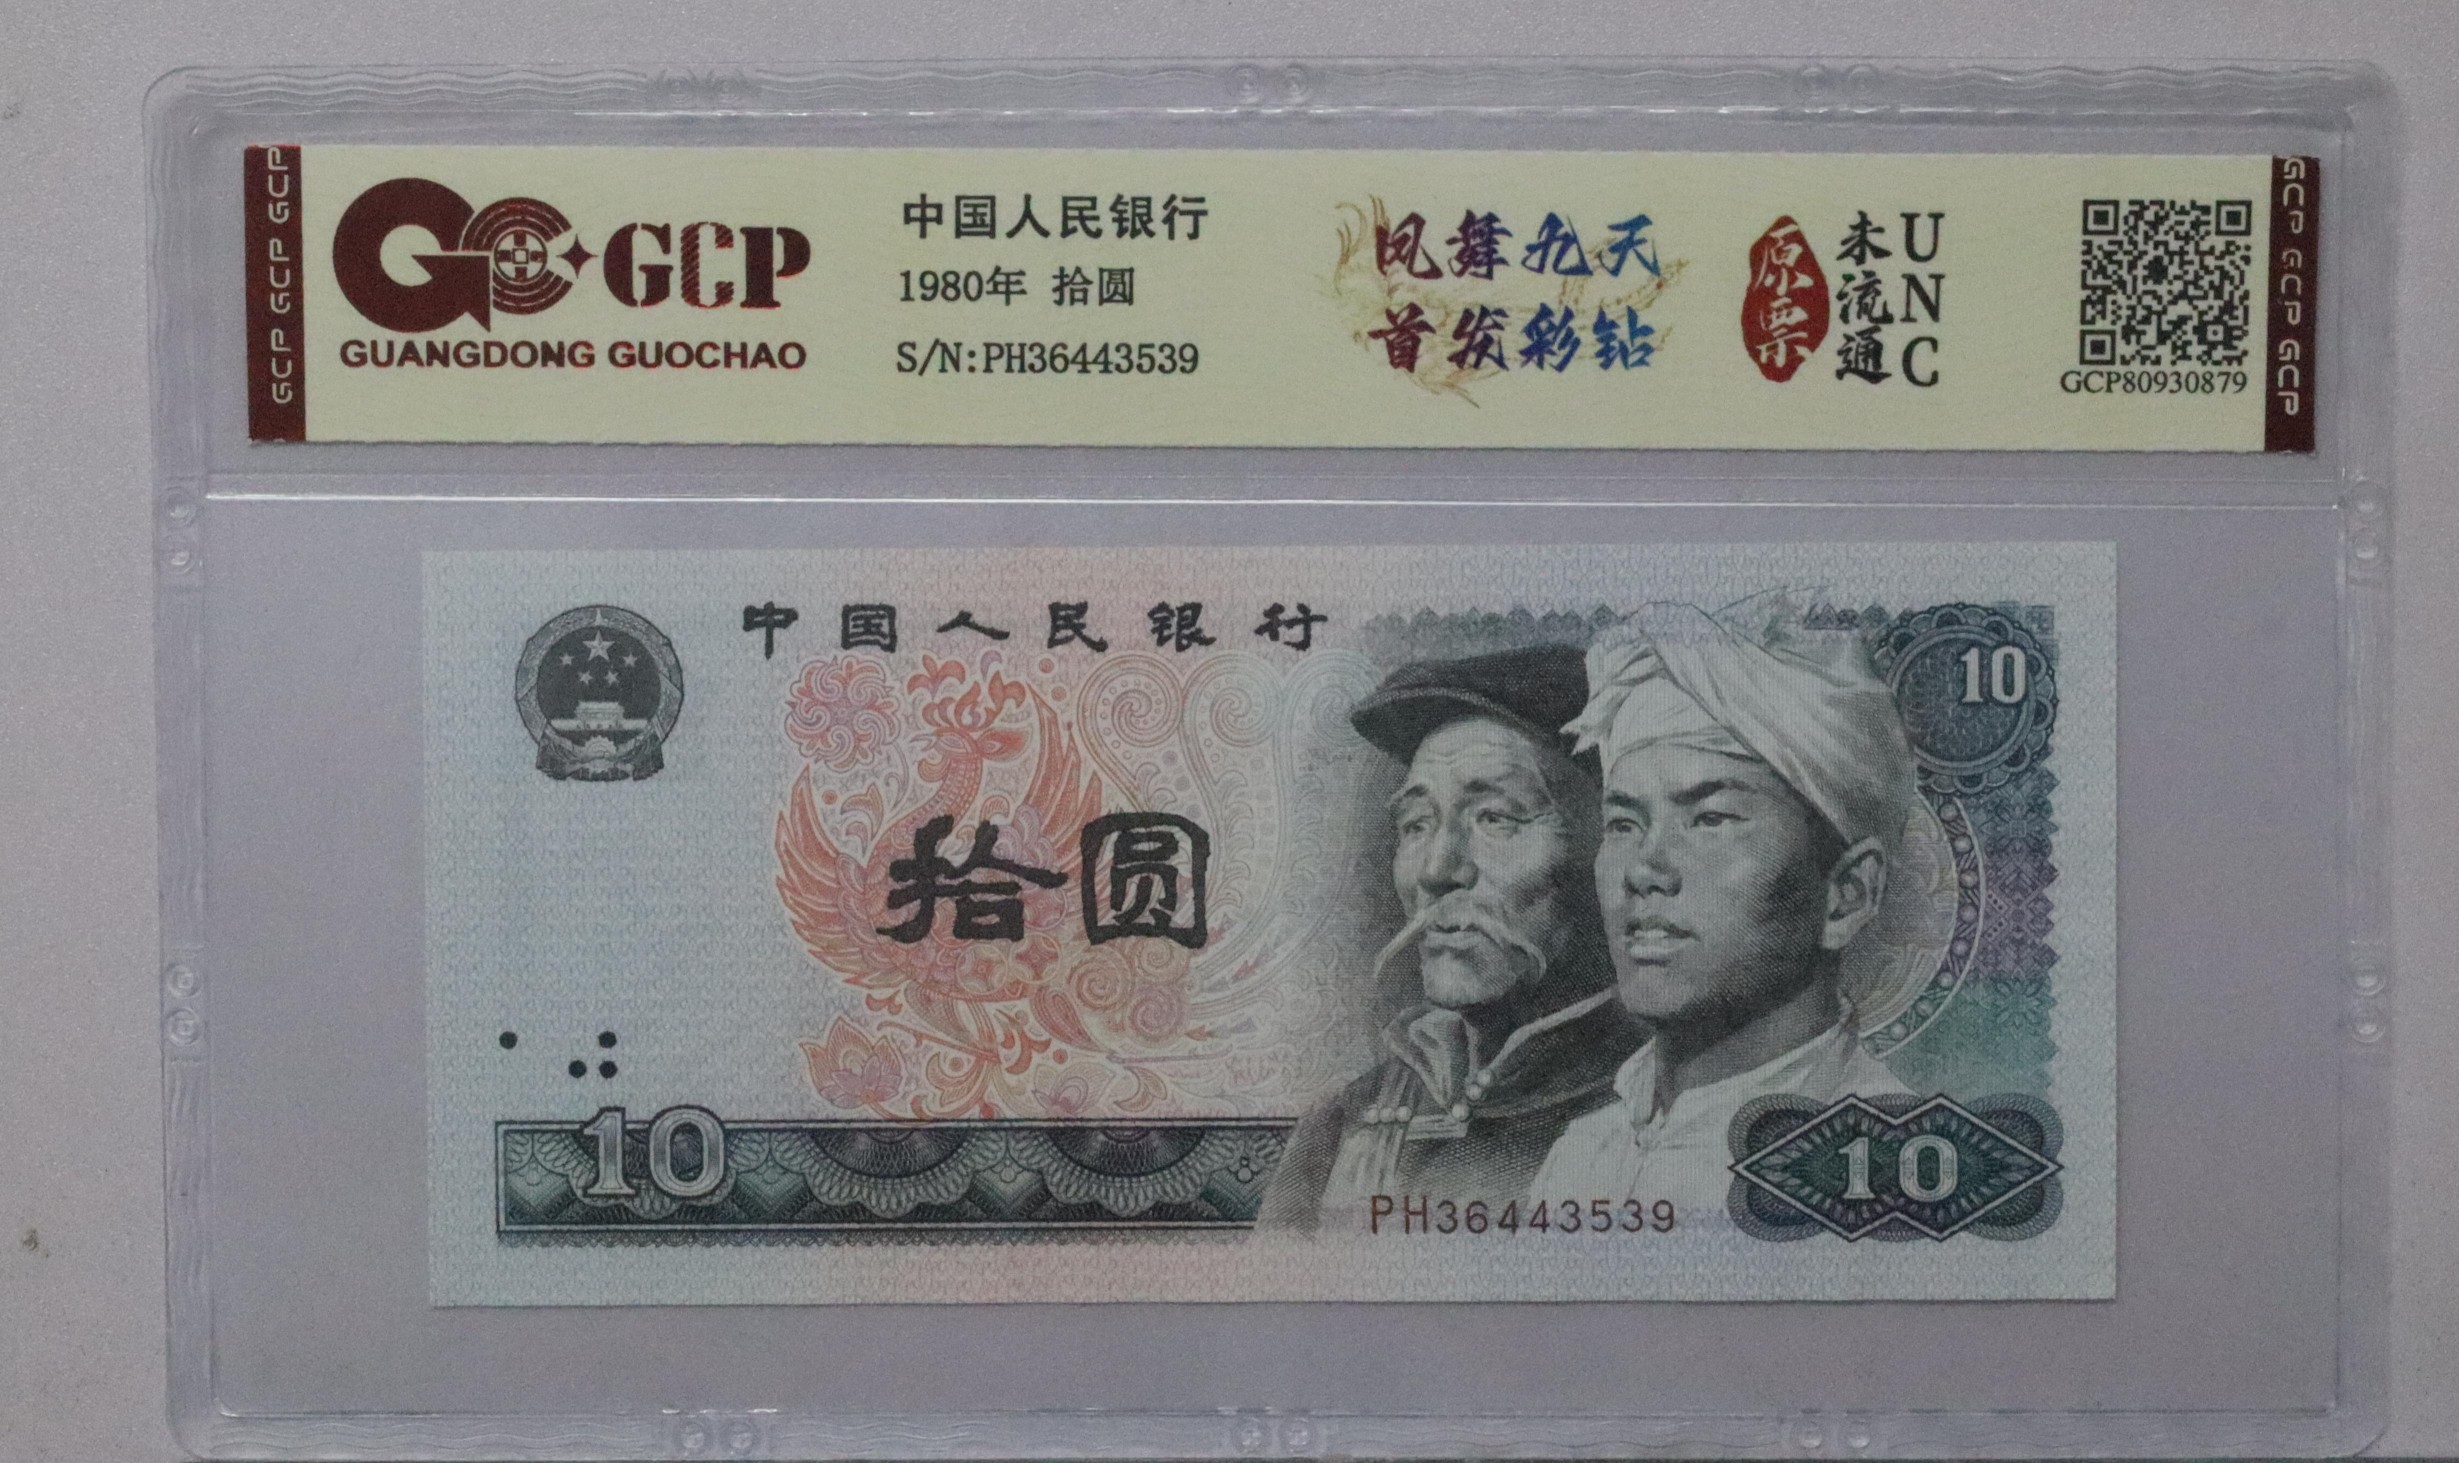 GCP GCP GCP
GCP
GUANGDONG GUOCHAO
中国人民银行
1980年 拾圆
S/N:PH36443539
凤舞九天
首发彩钻
原票
未流通
UNC
GCP80930879
GCP GCP GCP
中国人民银行
10
拾圆
10
PH36443539
10